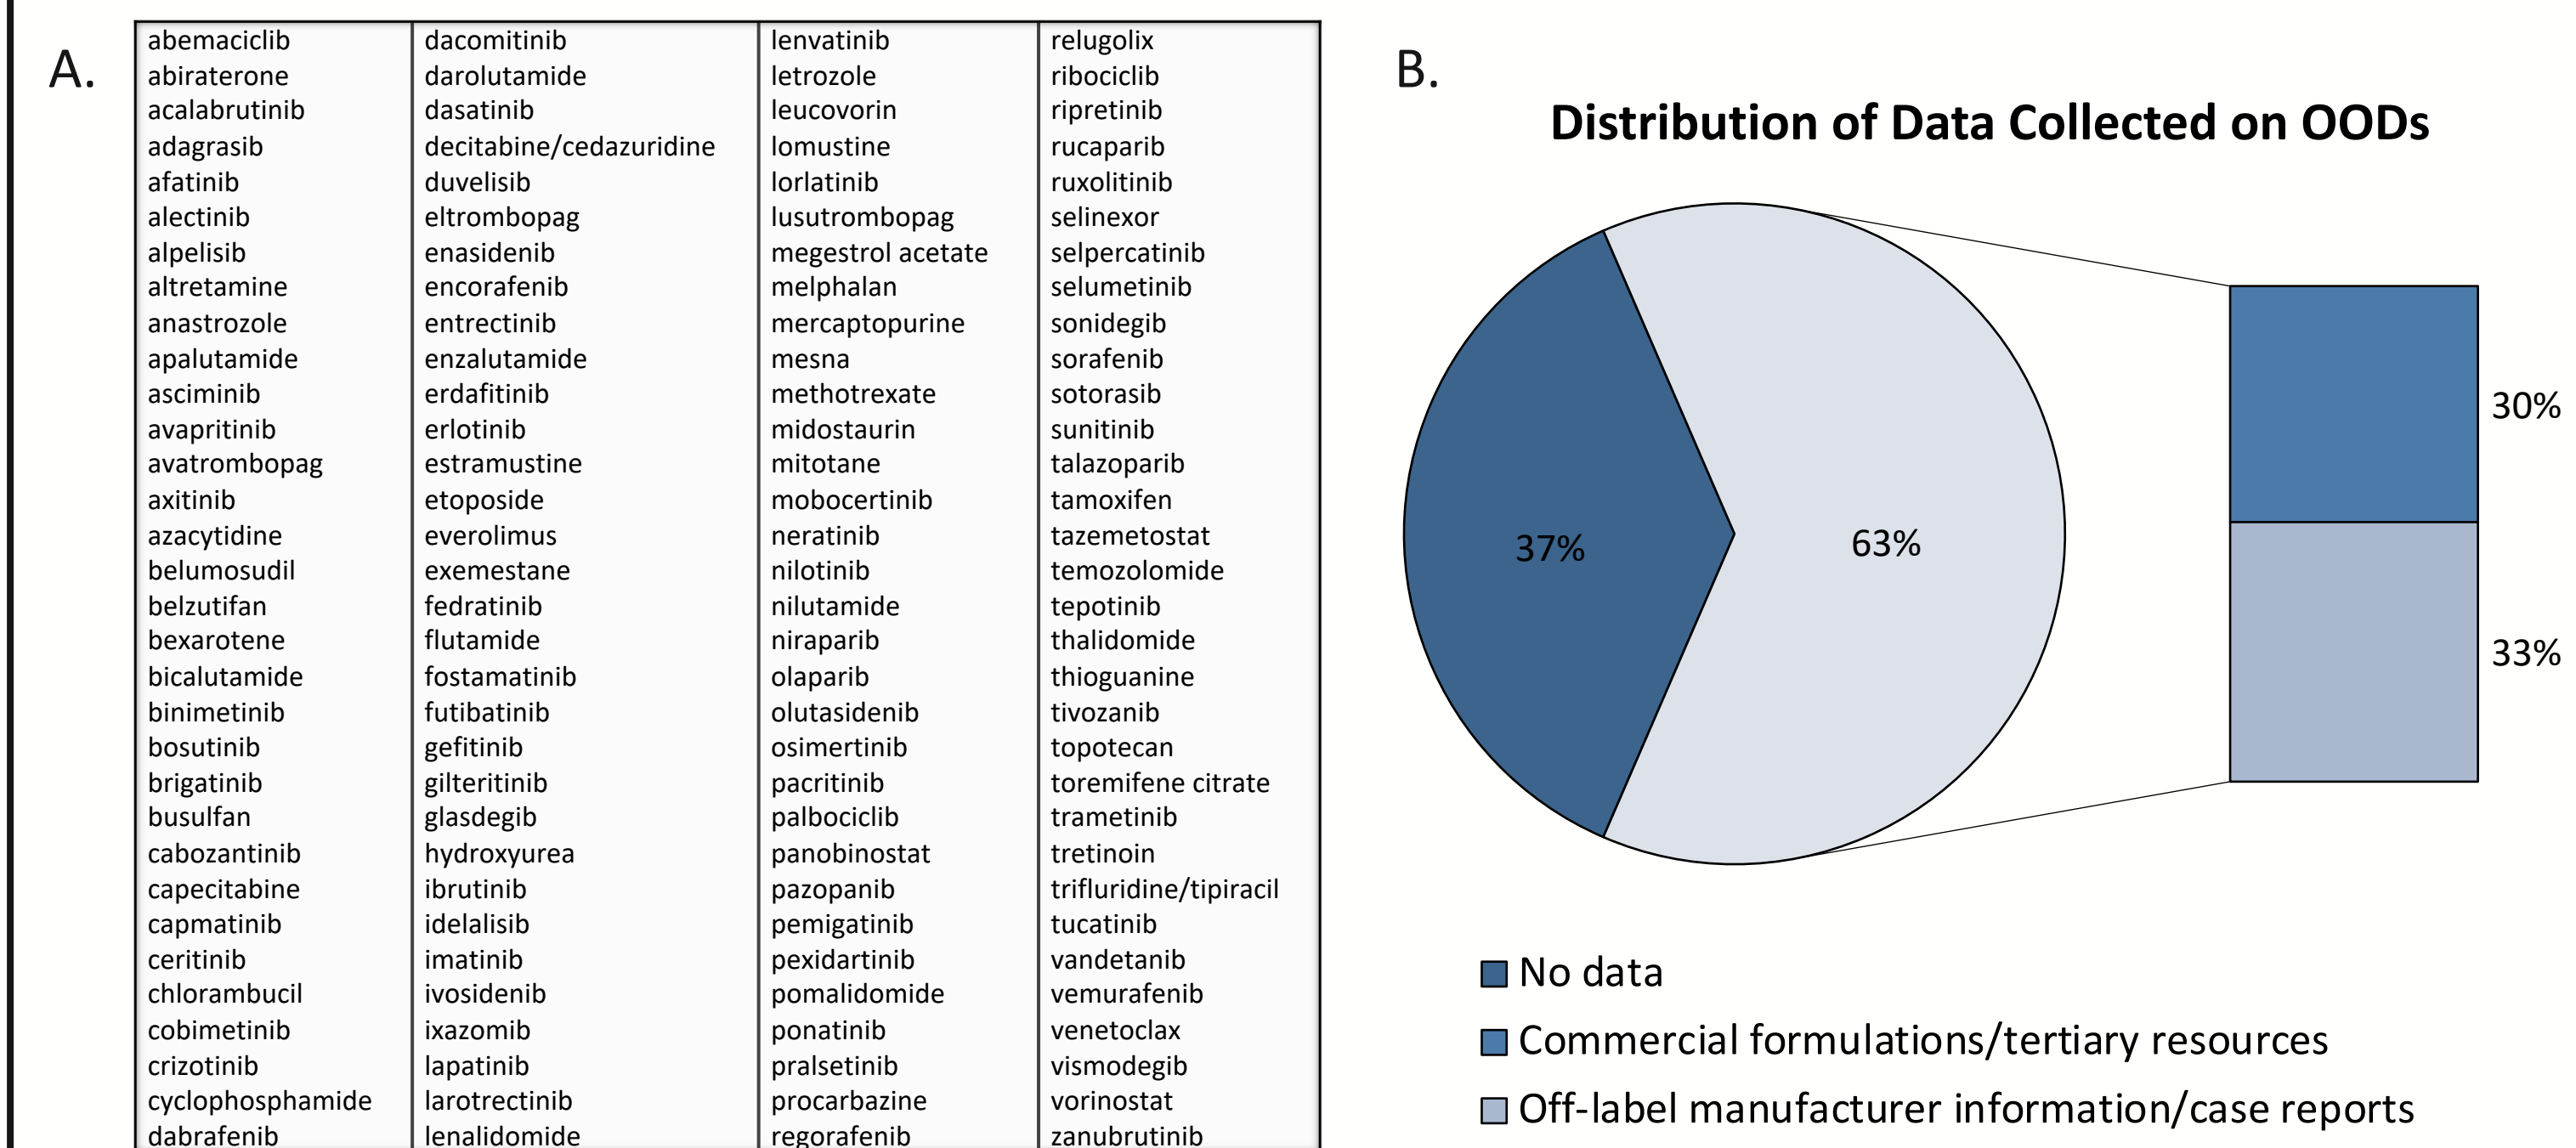 A.
abemaciclib
abiraterone
acalabrutinib
adagrasib
afatinib
alectinib
alpelisib
altretamine
anastrozole
apalutamide
asciminib
avapritinib
avatrombopag
axitinib
azacytidine
belumosudil
belzutifan
bexarotene
bicalutamide
binimetinib
bosutinib
brigatinib
busulfan
cabozantinib
capecitabine
capmatinib
ceritinib
chlorambucil
cobimetinib
crizotinib
cyclophosphamide
dabrafenib
dacomitinib
darolutamide
dasatinib
decitabine/cedazuridine
duvelisib
eltrombopag
enasidenib
encorafenib
entrectinib
enzalutamide
erdafitinib
erlotinib
estramustine
etoposide
everolimus
exemestane
fedratinib
flutamide
fostamatinib
futibatinib
gefitinib
gilteritinib
glasdegib
hydroxyurea
ibrutinib
idelalisib
imatinib
ivosidenib
ixazomib
lapatinib
larotrectinib
lenalidomide
lenvatinib
letrozole
leucovorin
lomustine
lorlatinib
lusutrombopag
megestrol acetate
melphalan
mercaptopurine
mesna
methotrexate
midostaurin
mitotane
mobocertinib
neratinib
nilotinib
nilutamide
niraparib
olaparib
olutasidenib
osimertinib
pacritinib
palbociclib
panobinostat
pazopanib
pemigatinib
pexidartinib
pomalidomide
ponatinib
pralsetinib
procarbazine
regorafenib
relugolix
ribociclib
ripretinib
rucaparib
ruxolitinib
selinexor
selpercatinib
selumetinib
sonidegib
sorafenib
sotorasib
sunitinib
talazoparib
tamoxifen
tazemetostat
temozolomide
tepotinib
thalidomide
thioguanine
tivozanib
topotecan
toremifene citrate
trametinib
tretinoin
trifluridine/tipiracil
tucatinib
vandetanib
vemurafenib
venetoclax
vismodegib
vorinostat
zanubrutinib
B.
Distribution of Data Collected on OODs
37%
63%
30%
33%
No data
Commercial formulations/tertiary resources
Off-label manufacturer information/case reports